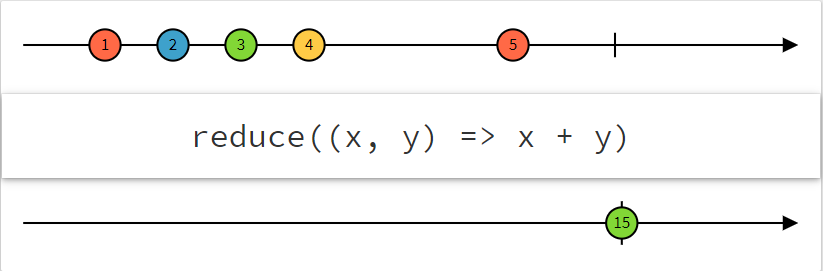 1 2 3 4 5
reduce((x, y) => x + y)
15